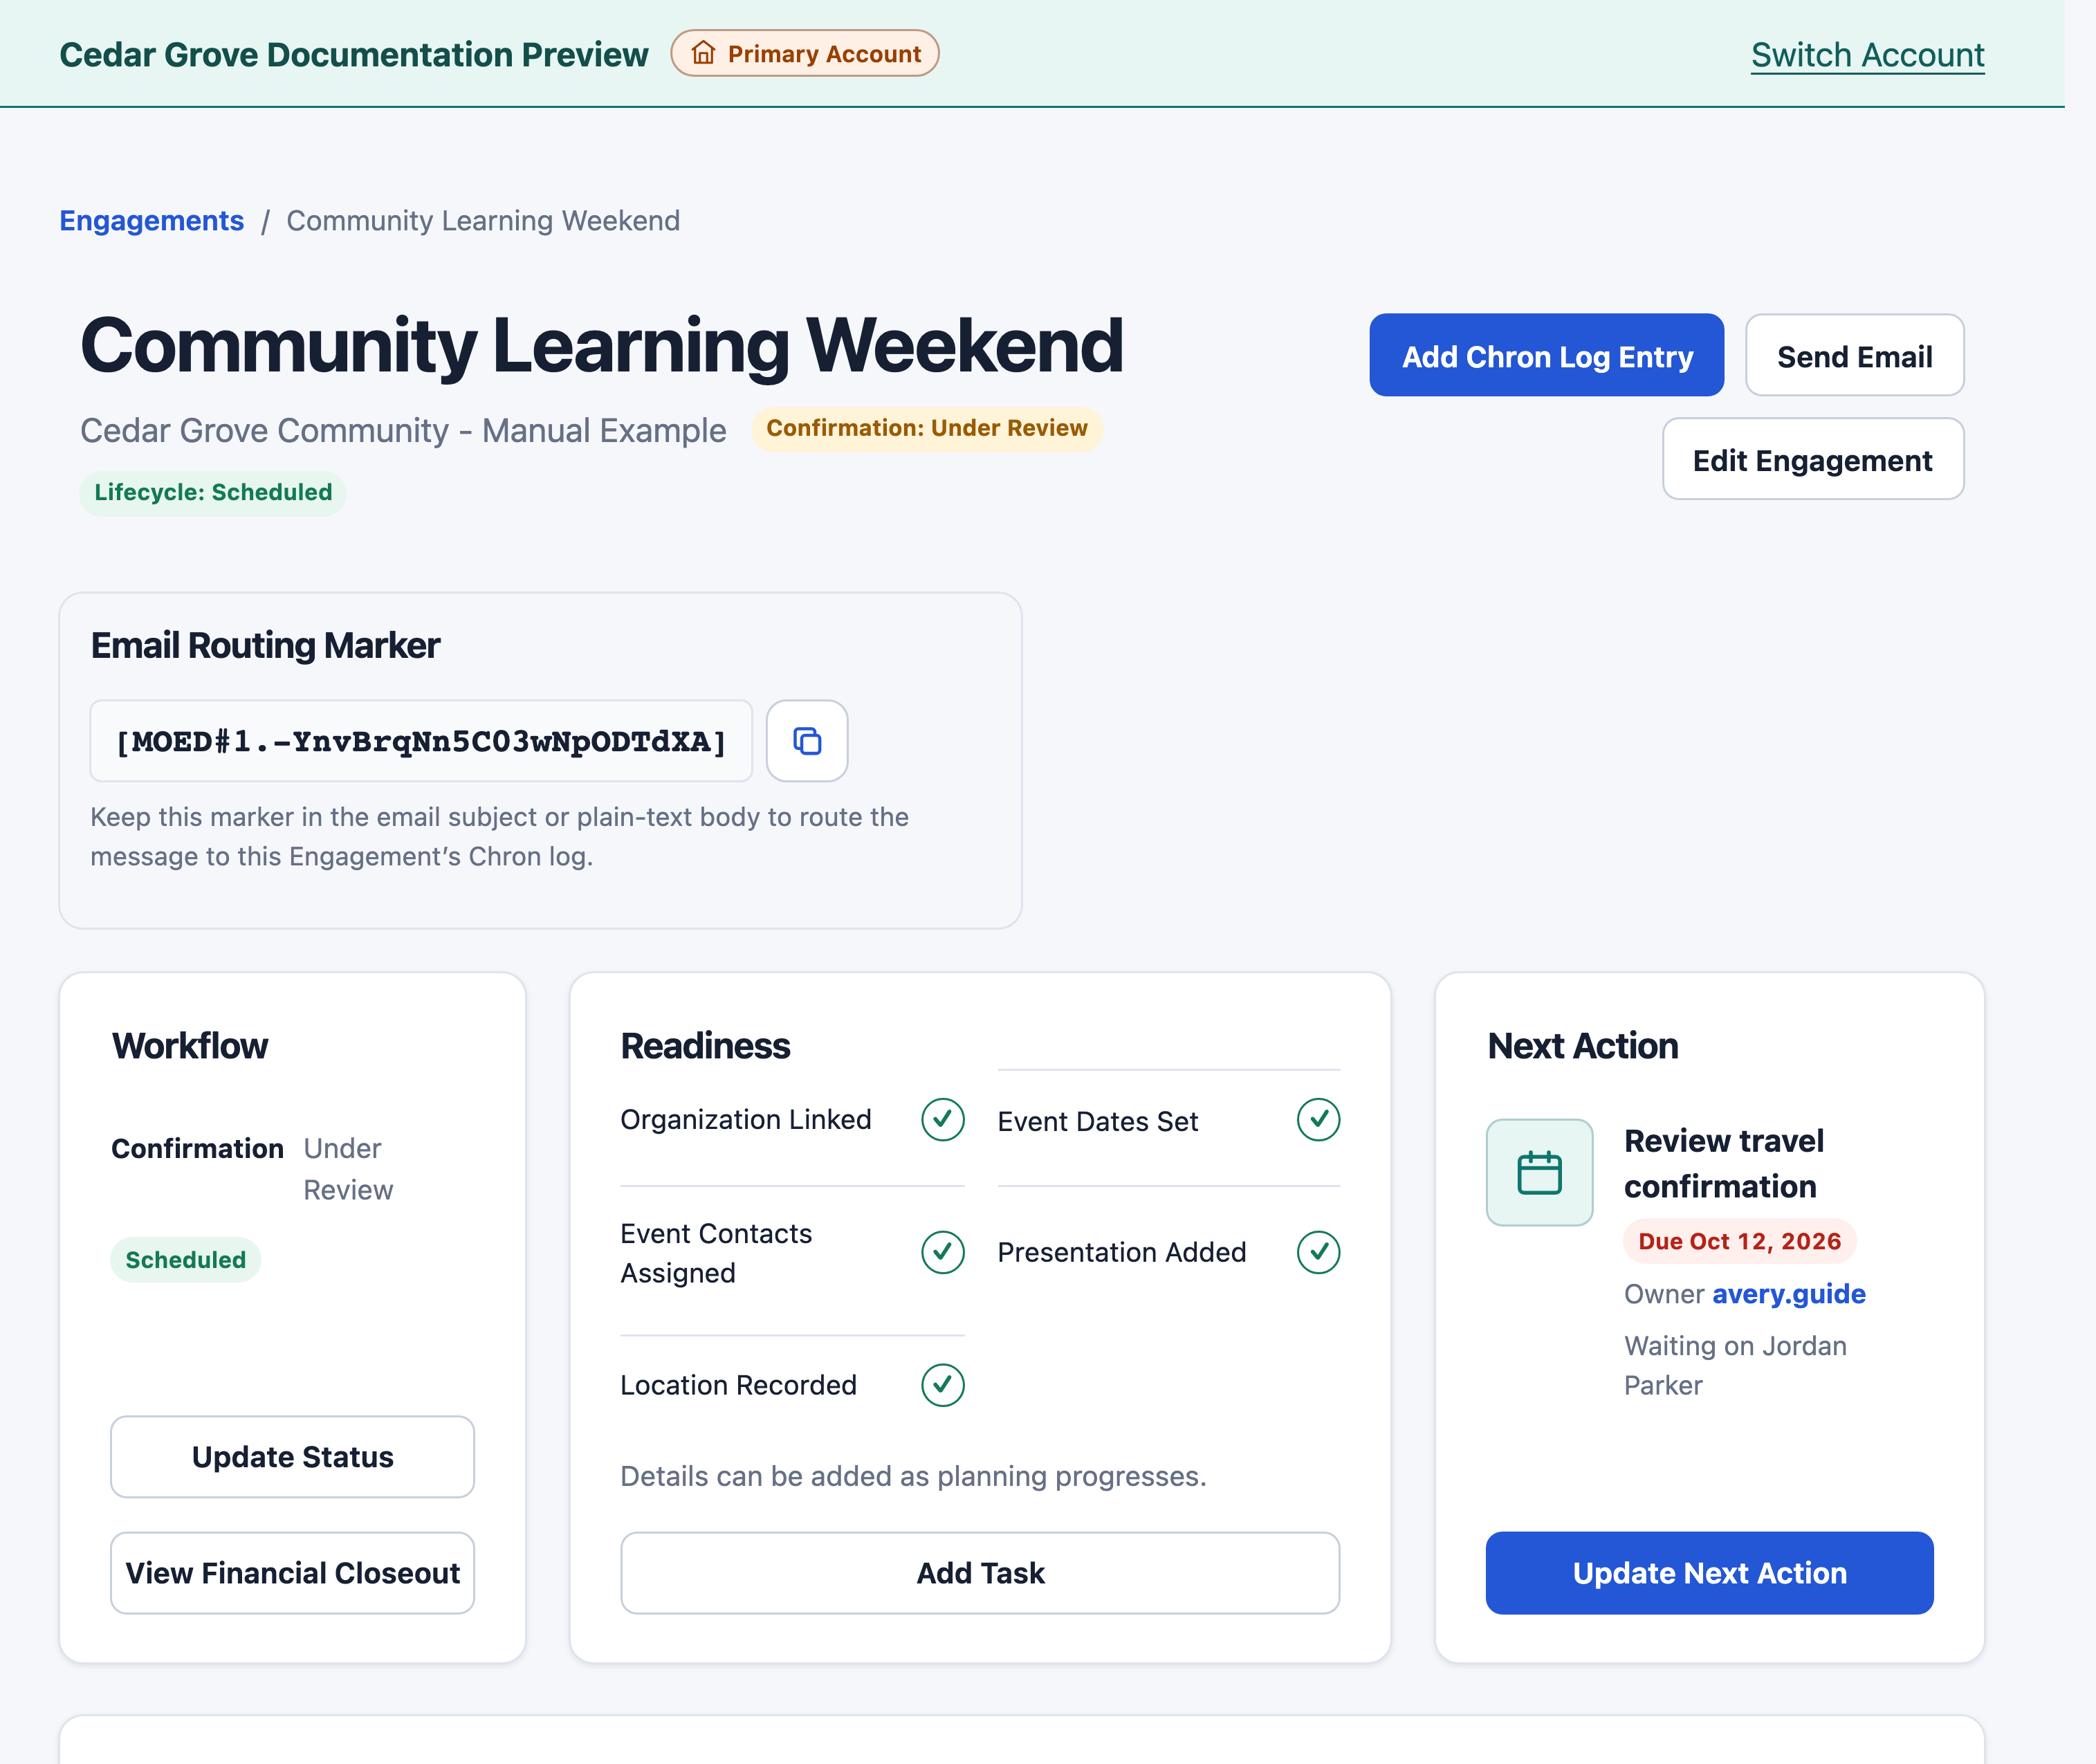 Cedar Grove Documentation Preview
Primary Account
Switch Account
Engagements / Community Learning Weekend
Community Learning Weekend
Add Chron Log Entry
Send Email
Cedar Grove Community - Manual Example
Confirmation: Under Review
Edit Engagement
Lifecycle: Scheduled
Email Routing Marker
[MOED#1.-YnvBrqNn5C03wNpODTdXA]
Keep this marker in the email subject or plain-text body to route the
message to this Engagement’s Chron log.
Workflow
Confirmation Under
Review
Scheduled
Update Status
View Financial Closeout
Readiness
Organization Linked
Event Dates Set
Event Contacts
Assigned
Presentation Added
Location Recorded
Details can be added as planning progresses.
Add Task
Next Action
Review travel
confirmation
Due Oct 12, 2026
Owner avery.guide
Waiting on Jordan
Parker
Update Next Action